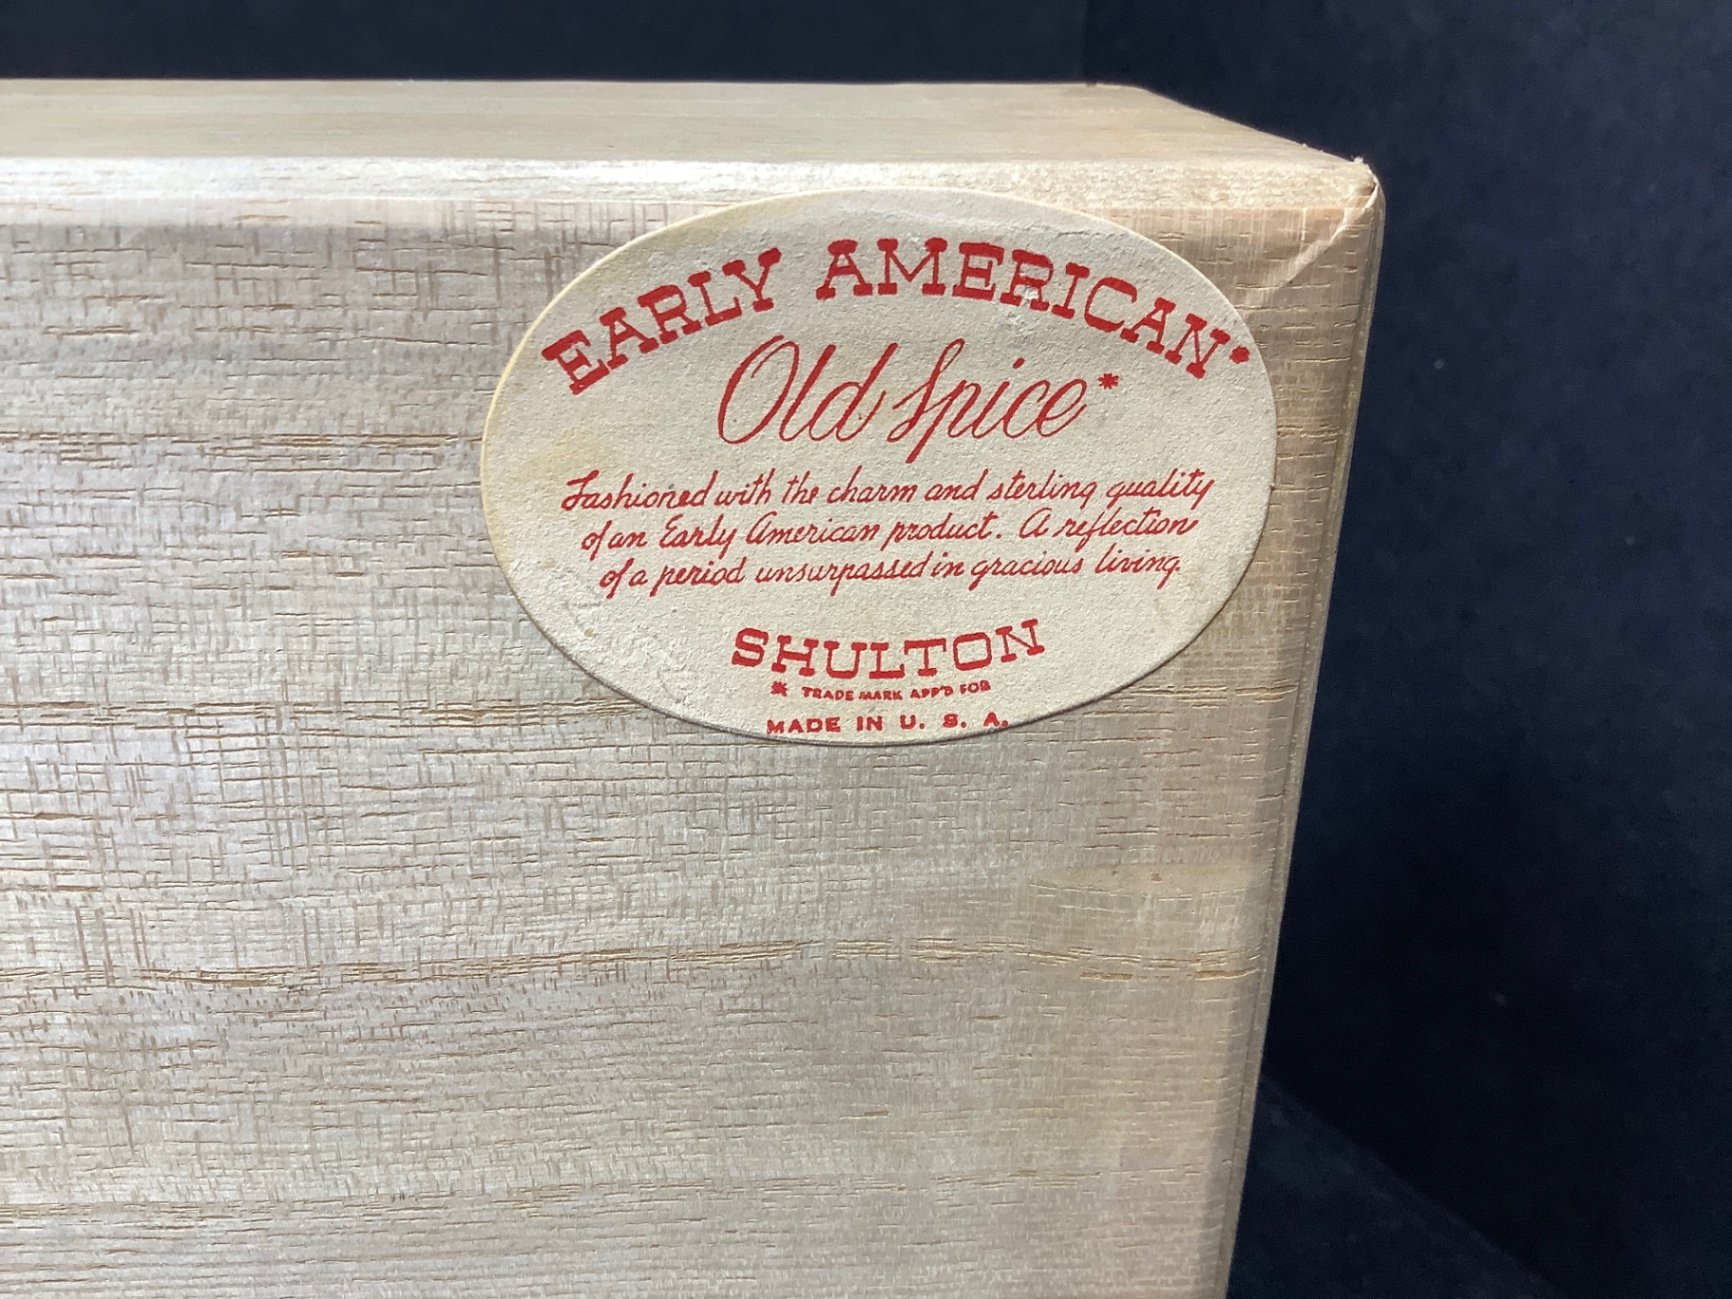 EARLY AMERICAN*
Old Spice*
Fashioned with the charm and sterling quality
of an Early American product. A reflection
of a period unsurpassed in gracious living.
SHULTON
* TRADE MARK APP'D FOR
MADE IN U. S. A.